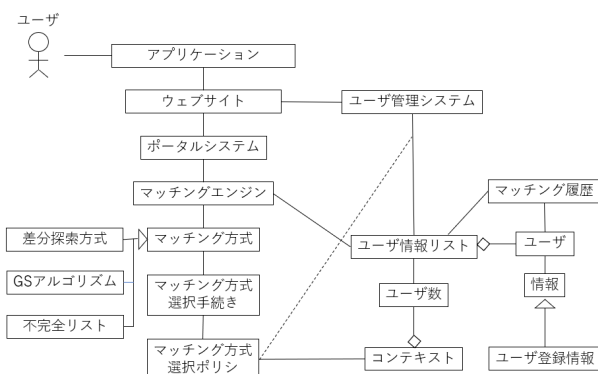 ユーザ
アプリケーション
ウェブサイト
ユーザ管理システム
ポータルシステム
マッチングエンジン
マッチング履歴
差分探索方式
マッチング方式
ユーザ情報リスト
ユーザ
GSアルゴリズム
マッチング方式
選択手続き
ユーザ数
情報
不完全リスト
マッチング方式
選択ポリシ
コンテキスト
ユーザ登録情報